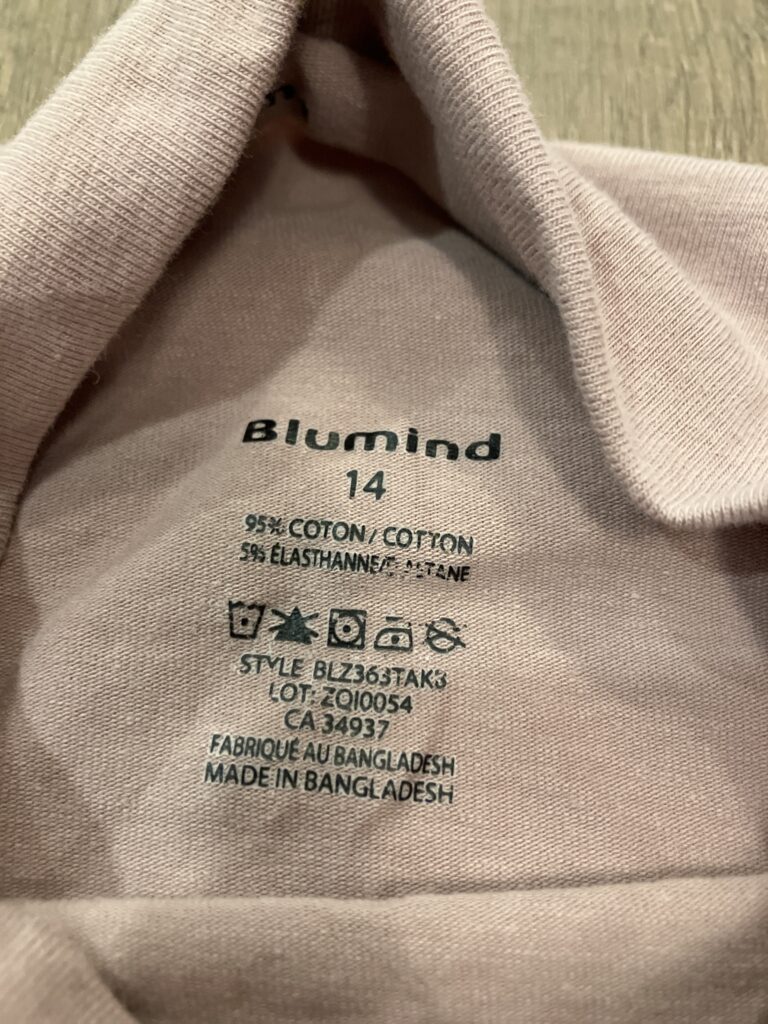 Blumind
14
95% COTON / COTTON
5% ÉLASTHANNE/
STYLE BLZ363TAK3
LOT: ZQI0054
CA 34937
FABRIQUÉ AU BANGLADESH
MADE IN BANGLADESH